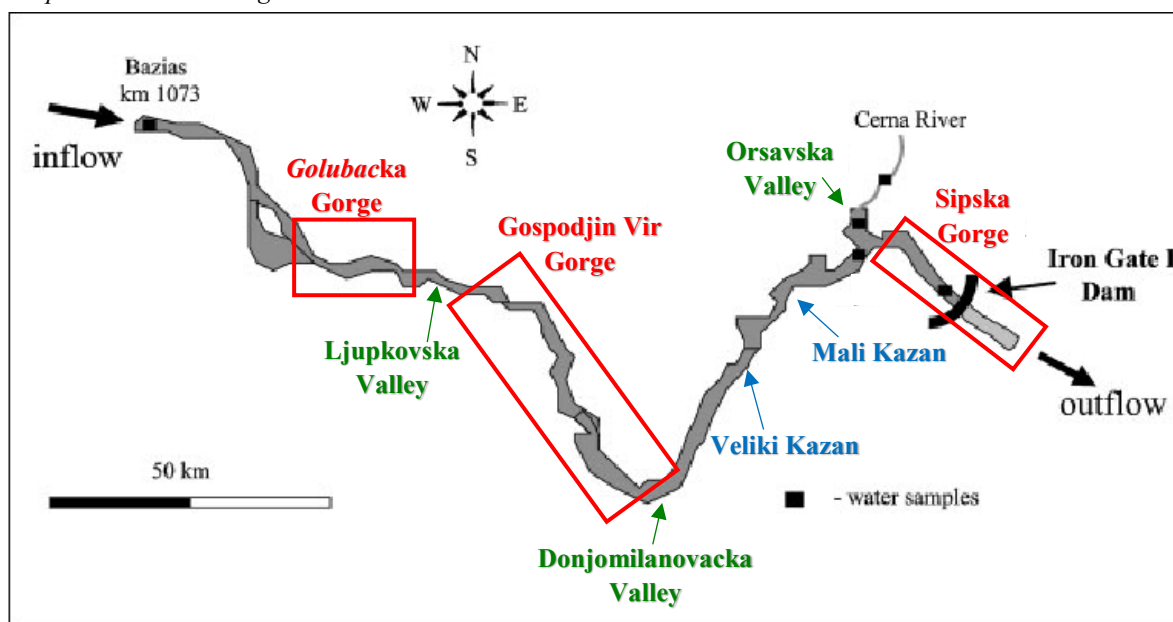 Bazias
km 1073
inflow
N
W
E
S
Golubacka
Gorge
Gospodjin Vir
Gorge
Ljupkovska
Valley
Orsavska
Valley
Cerna River
Sipska
Gorge
Iron Gate I
Dam
Mali Kazan
outflow
Veliki Kazan
50 km
- water samples
Donjomilanovacka
Valley